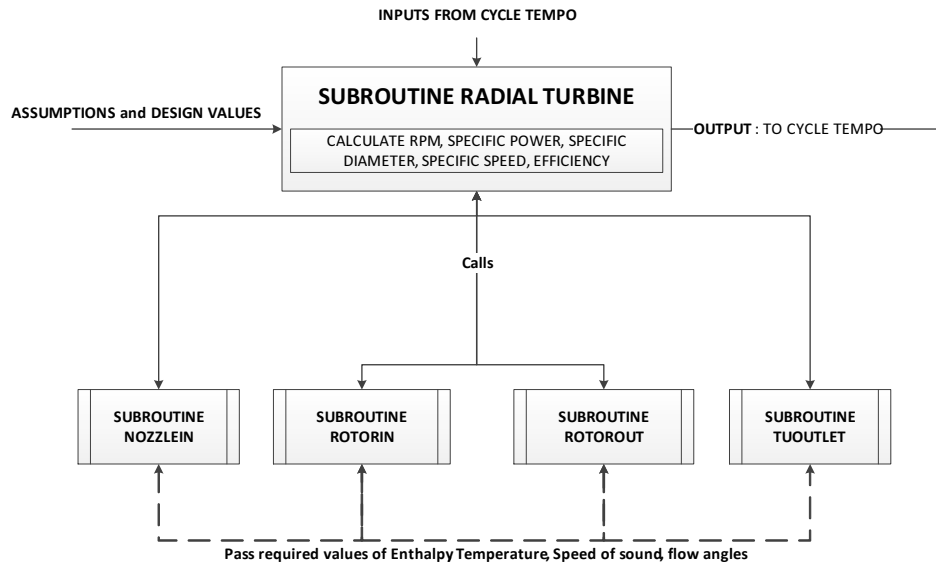 INPUTS FROM CYCLE TEMPO
SUBROUTINE RADIAL TURBINE
ASSUMPTIONS and DESIGN VALUES
CALCULATE RPM, SPECIFIC POWER, SPECIFIC
DIAMETER, SPECIFIC SPEED, EFFICIENCY
OUTPUT : TO CYCLE TEMPO
Calls
SUBROUTINE
NOZZLEIN
SUBROUTINE
ROTORIN
SUBROUTINE
ROTOROUT
SUBROUTINE
TUOUTLET
Pass required values of Enthalpy Temperature, Speed of sound, flow angles